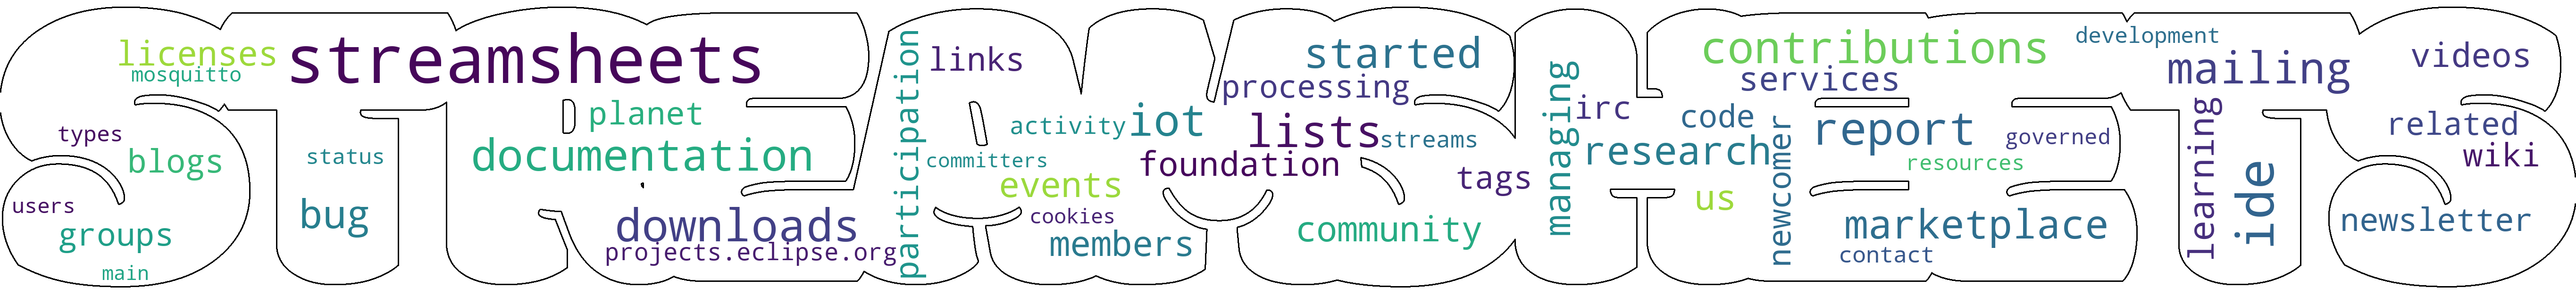 licenses
mosquitto
streamsheets
types
blogs
users
groups
main
status
bug
planet
documentation
downloads
projects.eclipse.org
participation
links
activity
iot
committers
foundation
events
cookies
members
started
processing
lists
streams
tags
community
managing
irc
contributions
services
code
research
us
newcomer
development
report
governed
resources
marketplace
contact
mailing
learning
ide
videos
related
wiki
newsletter